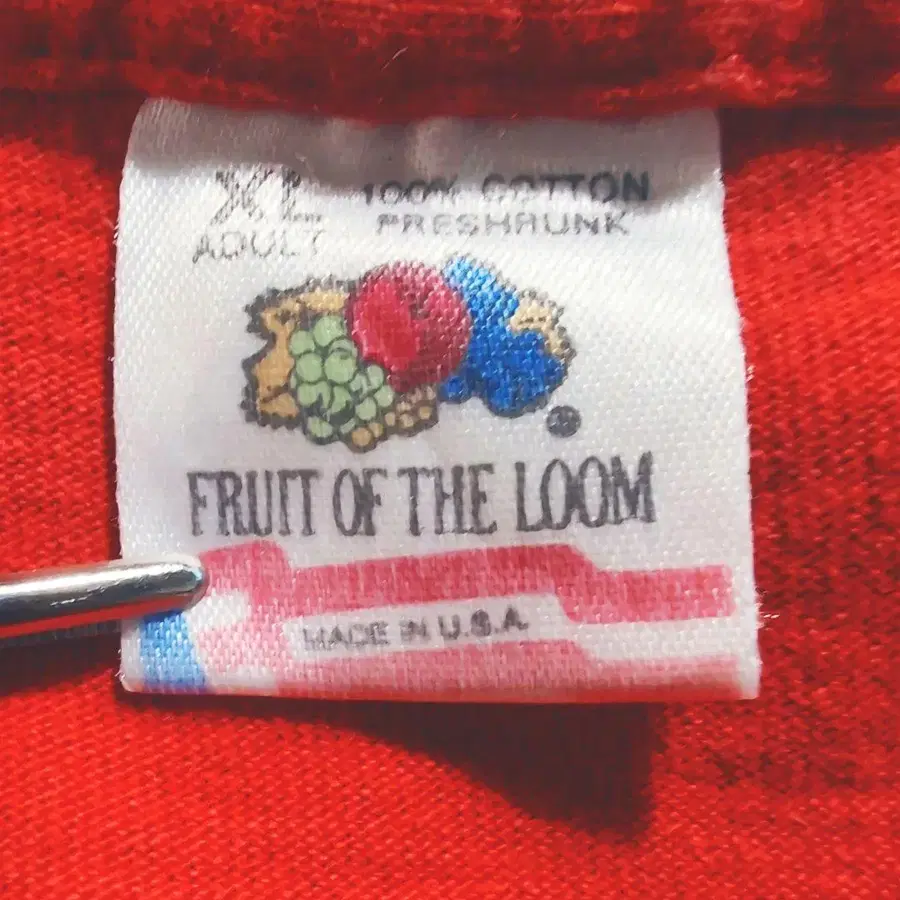 XL 100% COTTON
ADULT PRESHRUNK
®
FRUIT OF THE LOOM
MADE IN U.S.A.